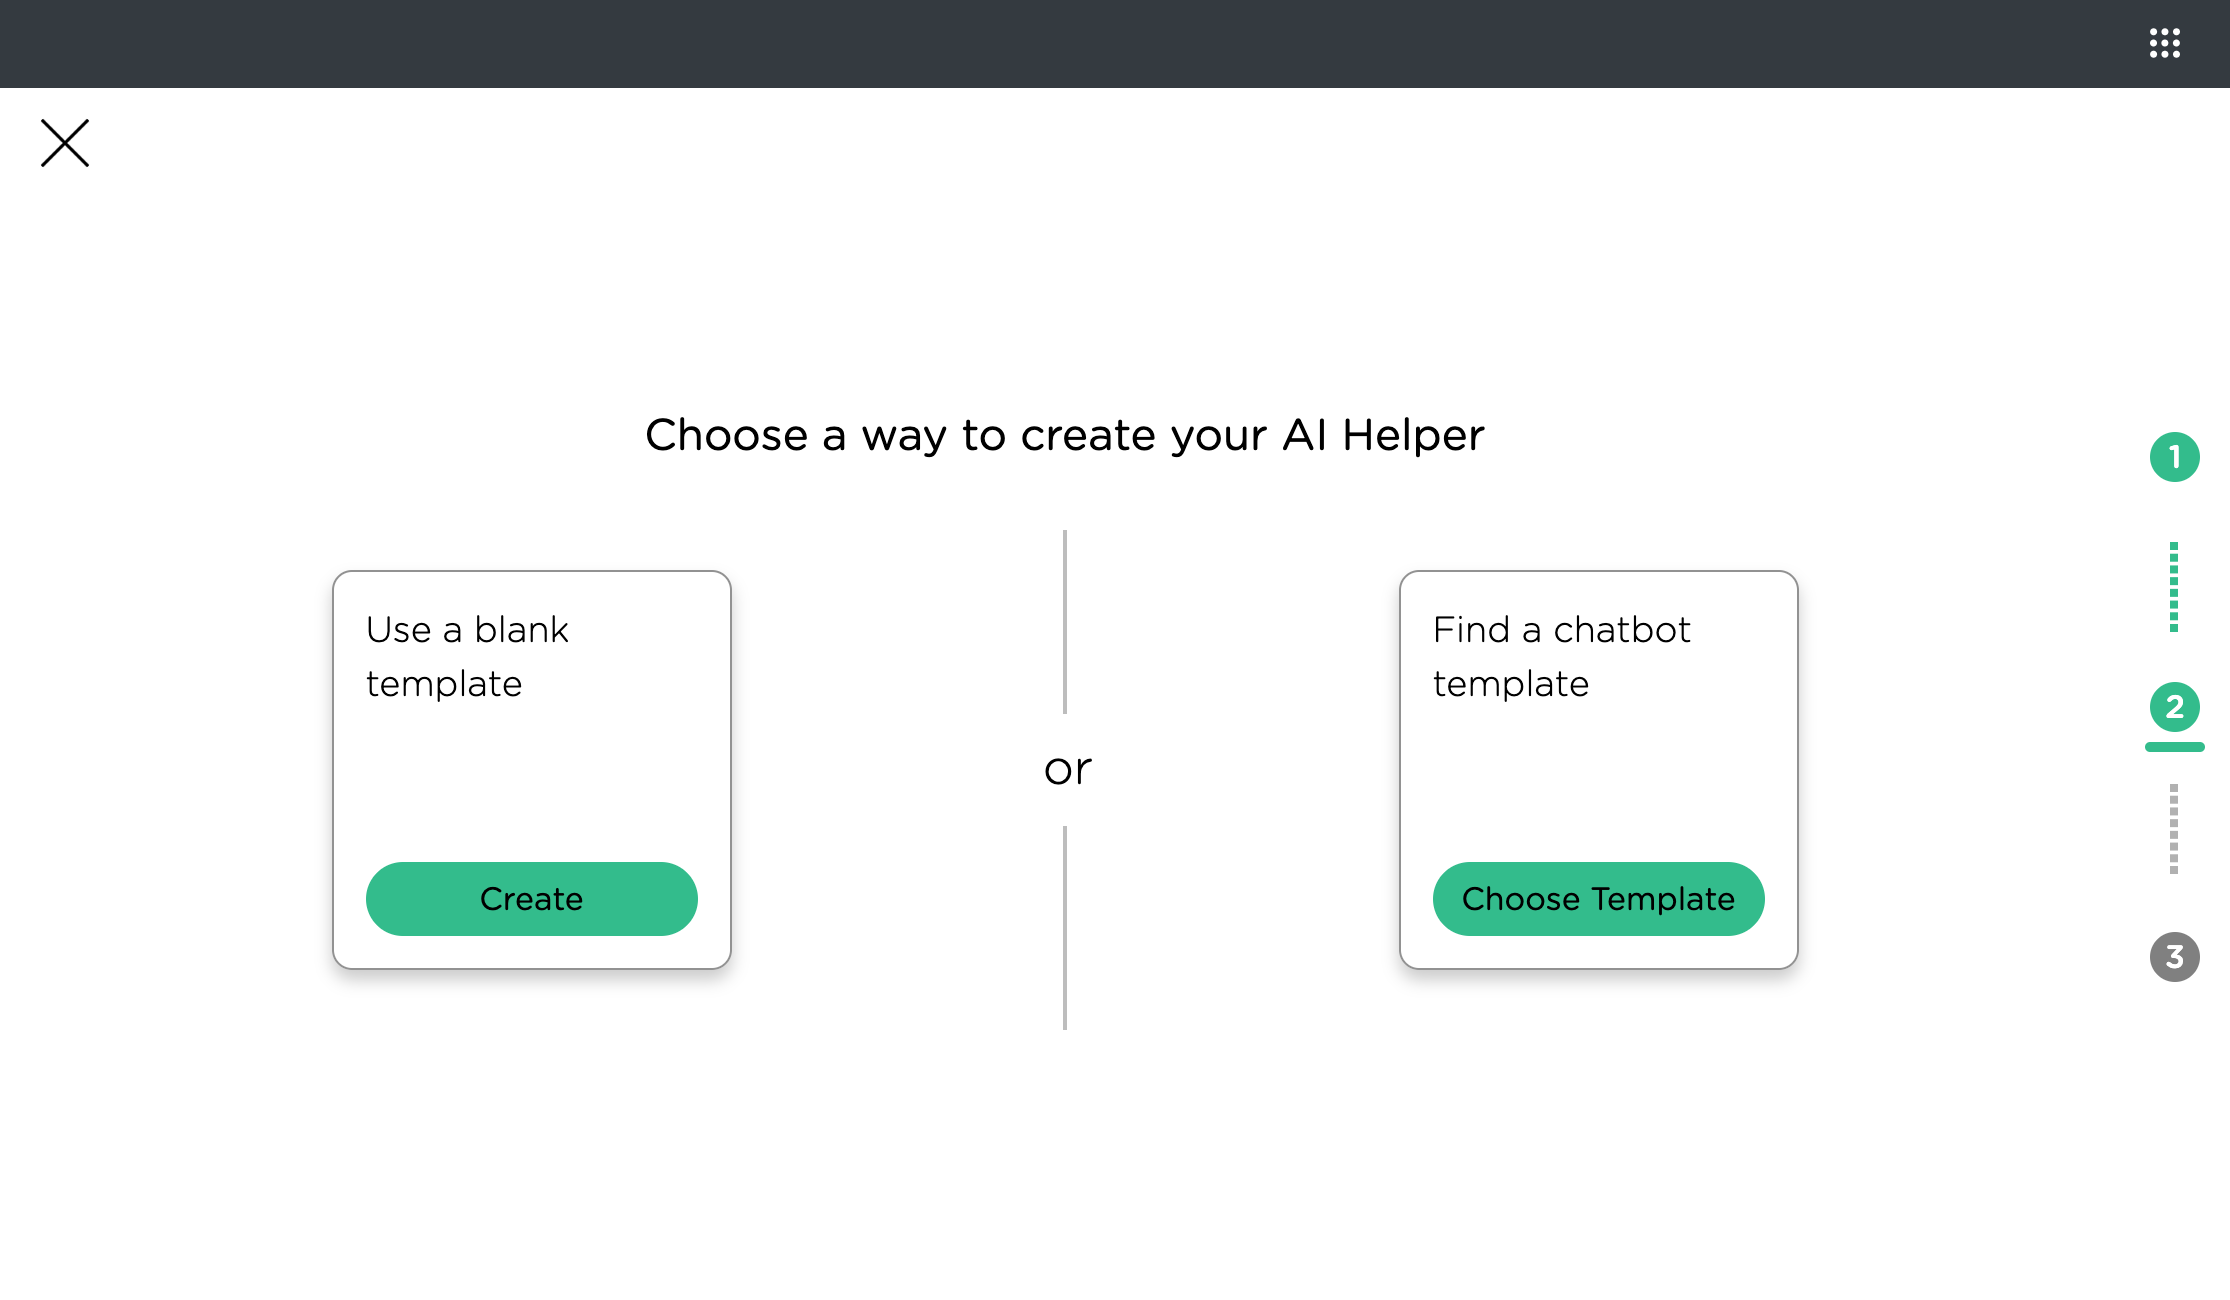 Choose a way to create your AI Helper
Use a blank
template
Create
or
Find a chatbot
template
Choose Template
1
2
3